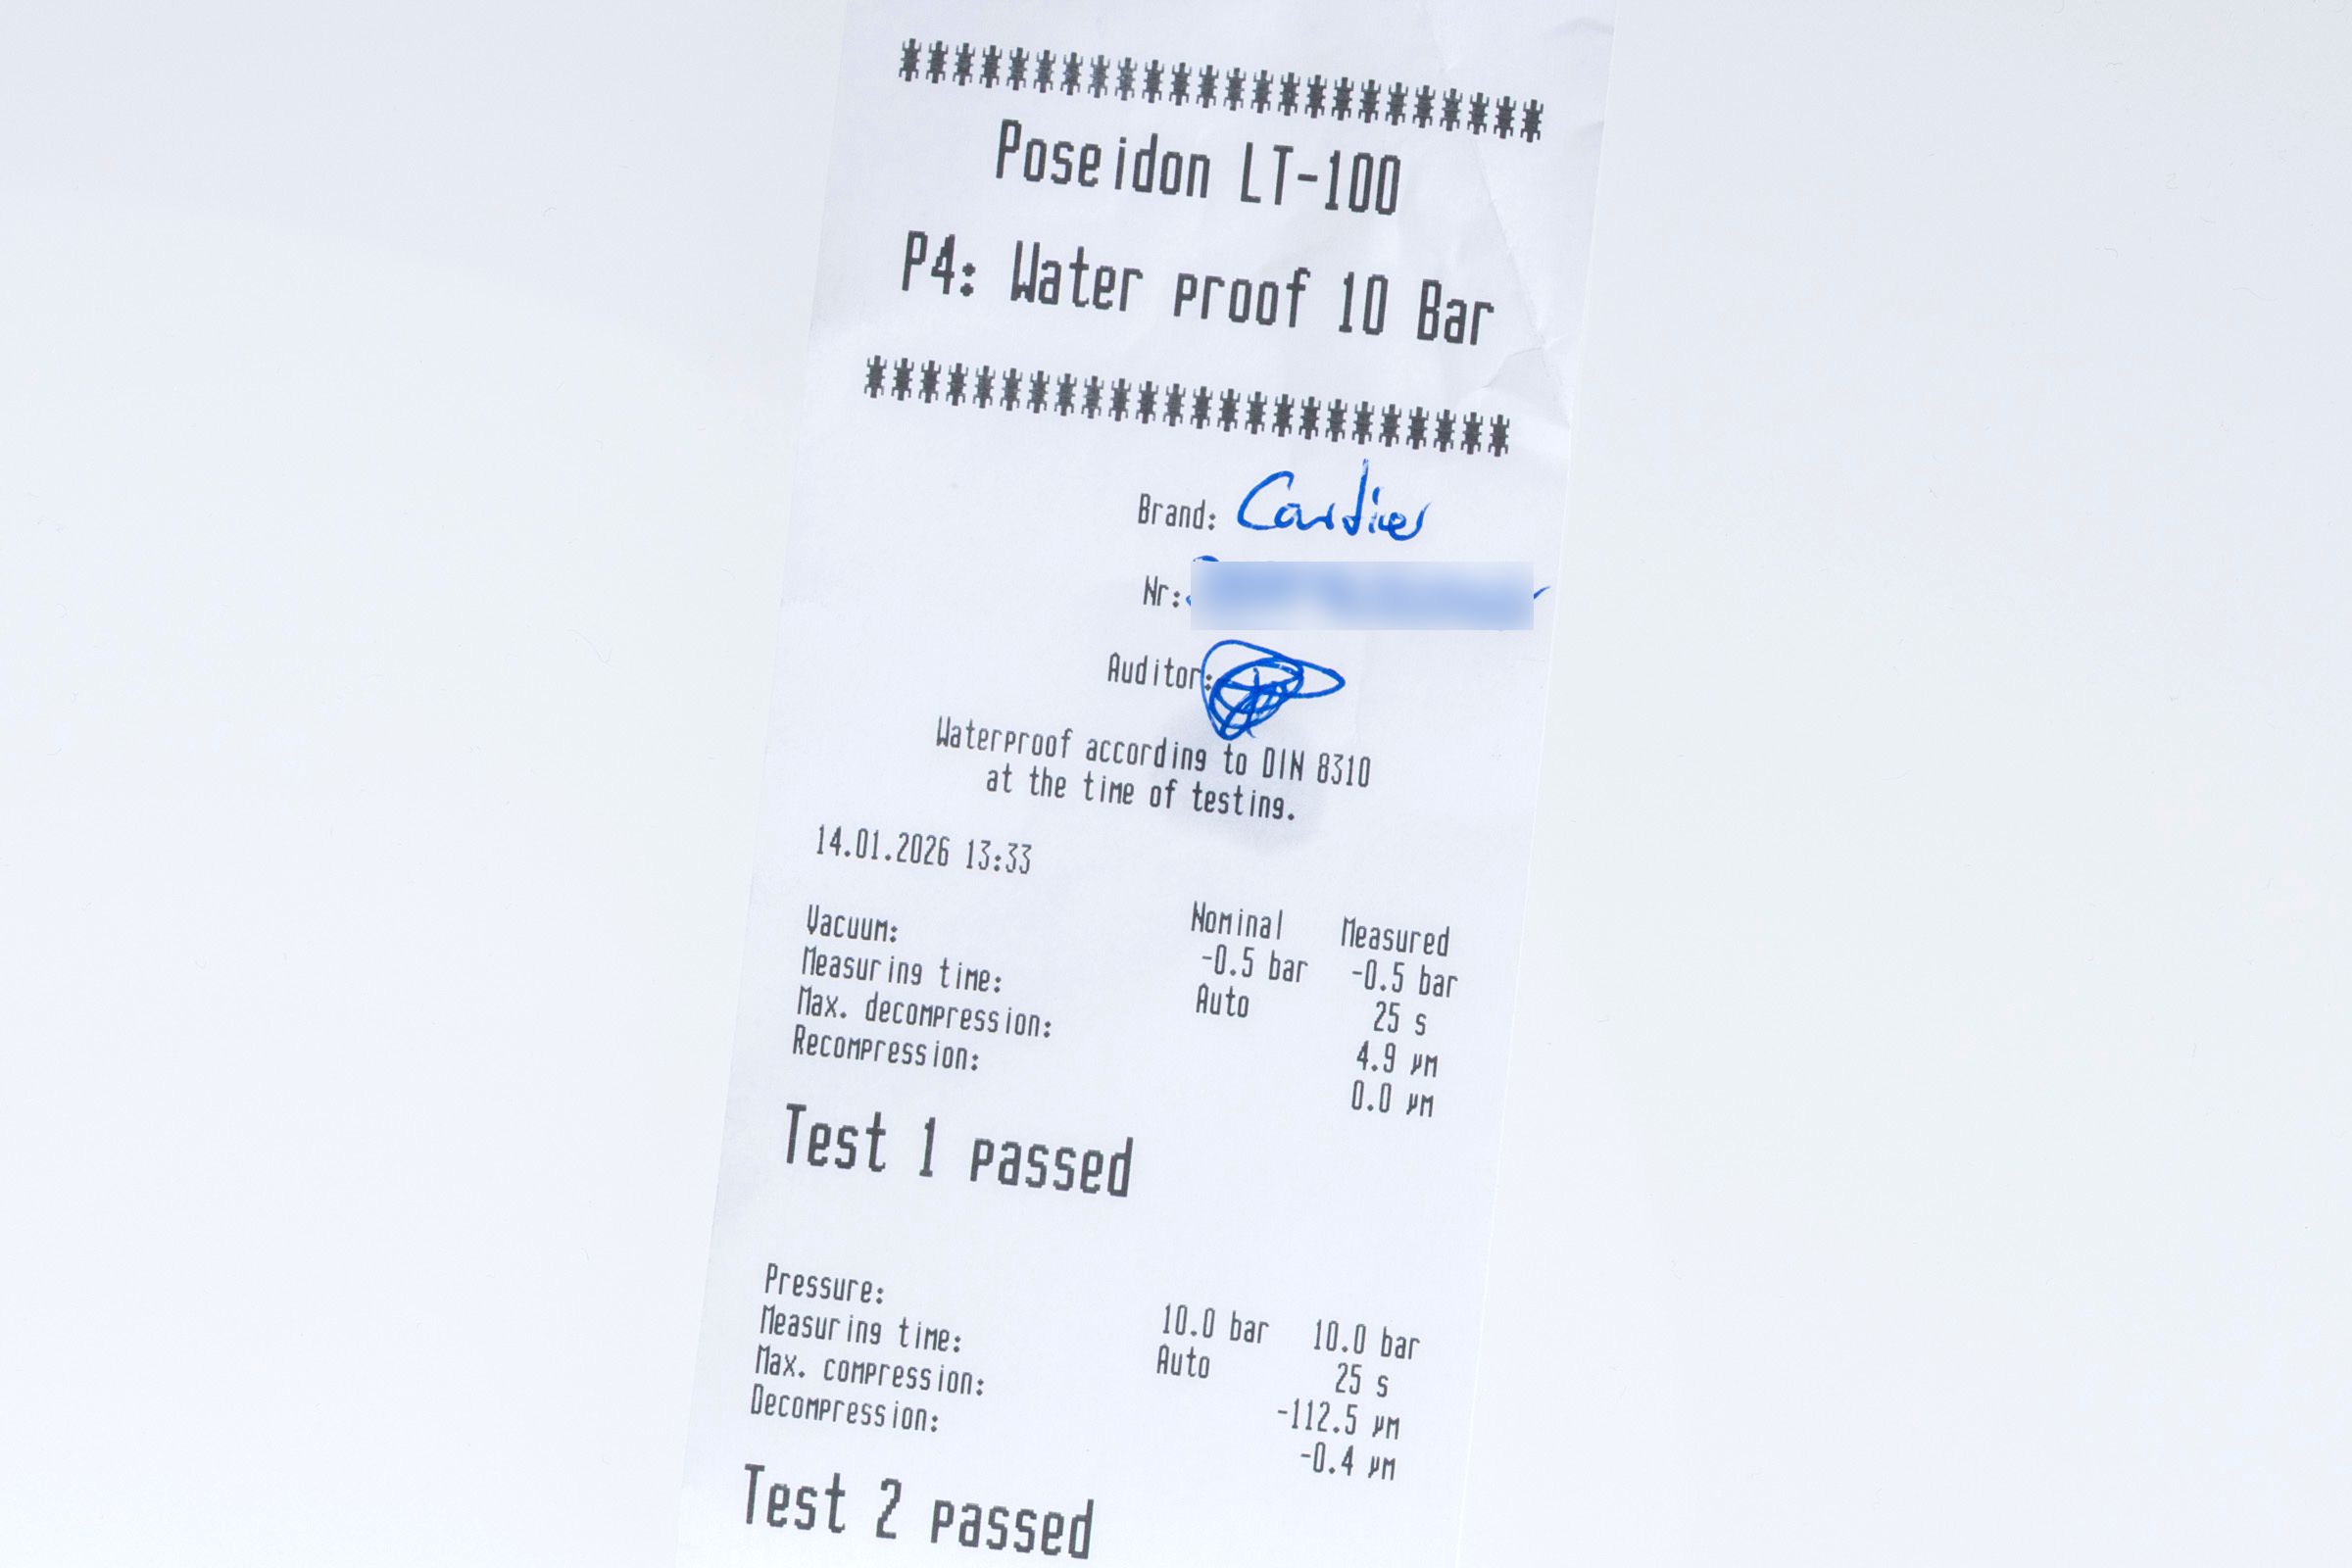 ************************
Poseidon LT-100
P4: Water proof 10 Bar
************************
Brand: Cartier
Nr:
Auditor:
Waterproof according to DIN 8310
at the time of testing.
14.01.2026 13:33
Nominal Measured
Vacuum: -0.5 bar -0.5 bar
Measuring time: Auto 25 s
Max. decompression: 4.9 µm
Recompression: 0.0 µm
Test 1 passed
Pressure: 10.0 bar 10.0 bar
Measuring time: Auto 25 s
Max. compression: -112.5 µm
Decompression: -0.4 µm
Test 2 passed